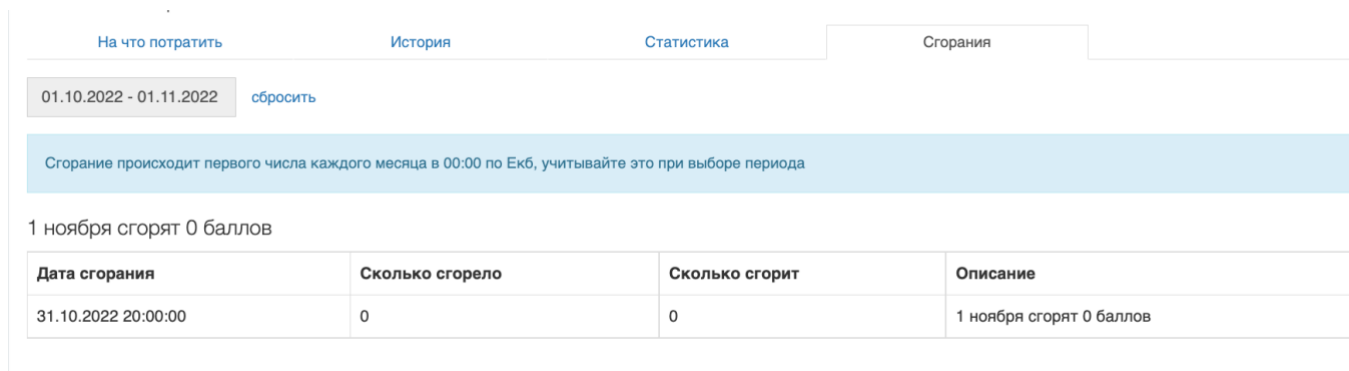 На что потратить История Статистика Сгорания
01.10.2022 - 01.11.2022 сбросить
Сгорание происходит первого числа каждого месяца в 00:00 по Екб, учитывайте это при выборе периода
1 ноября сгорят 0 баллов
Дата сгорания Сколько сгорело Сколько сгорит Описание
31.10.2022 20:00:00 0 0 1 ноября сгорят 0 баллов